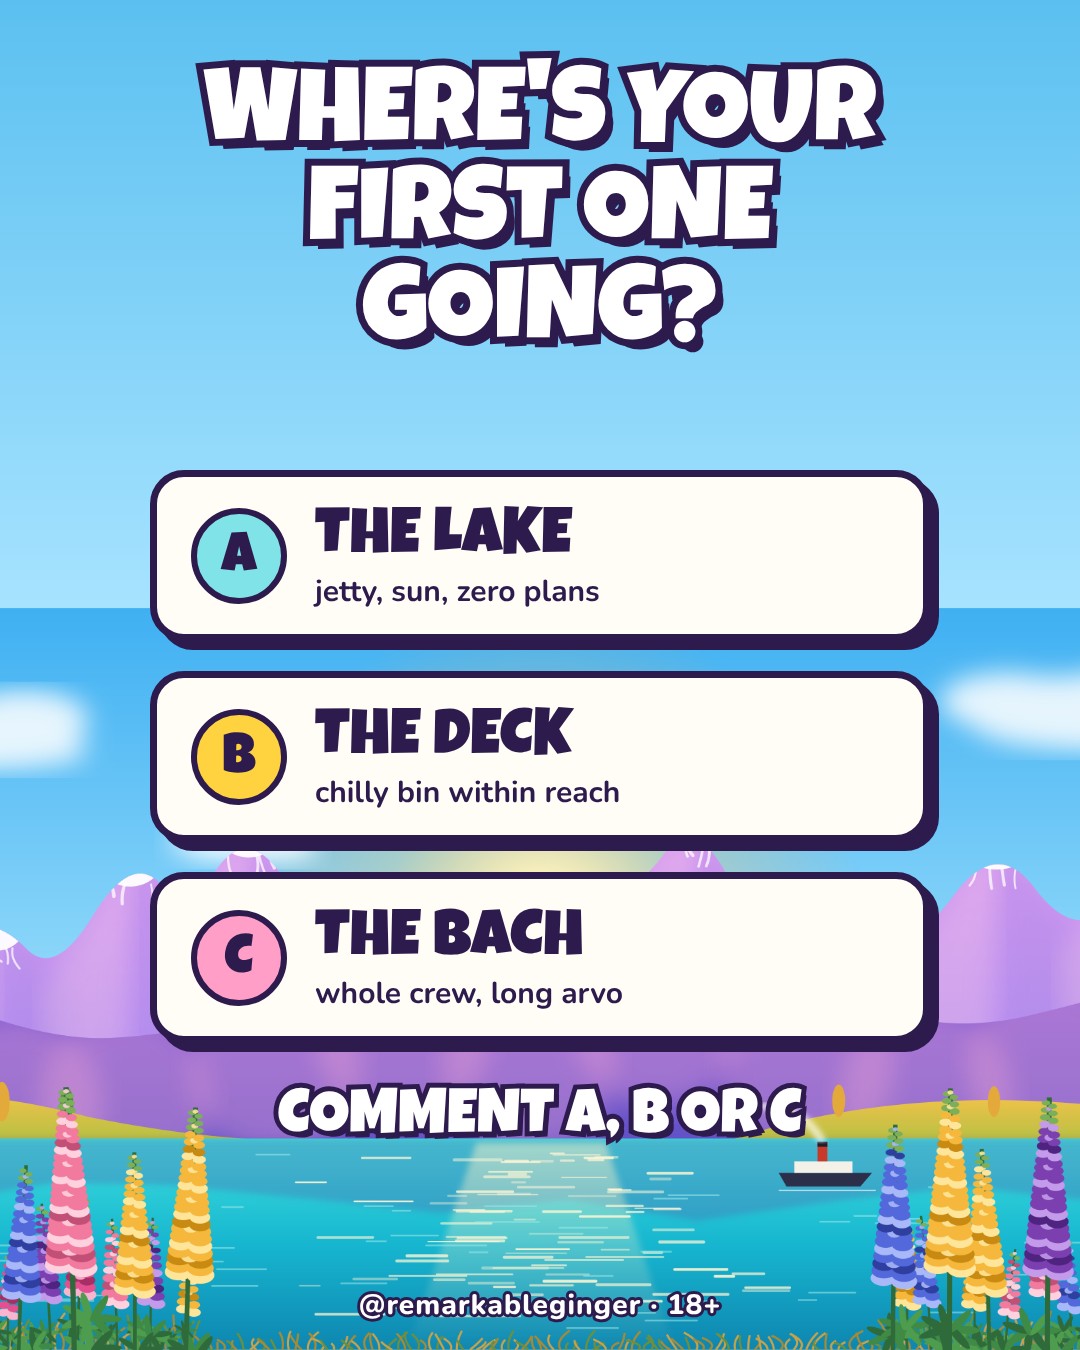 WHERE'S YOUR
FIRST ONE
GOING?
A
THE LAKE
jetty, sun, zero plans
B
THE DECK
chilly bin within reach
C
THE BACH
whole crew, long arvo
COMMENT A, B OR C
@remarkableginger · 18+